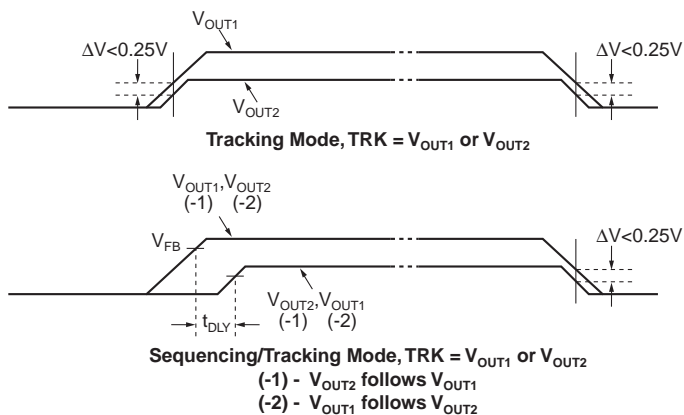 V_OUT1
ΔV<0.25V
ΔV<0.25V
V_OUT2
Tracking Mode, TRK = V_OUT1 or V_OUT2
V_OUT1, V_OUT2
(-1) (-2)
ΔV<0.25V
V_FB
V_OUT2, V_OUT1
(-1) (-2)
t_DLY
Sequencing/Tracking Mode, TRK = V_OUT1 or V_OUT2
(-1) - V_OUT2 follows V_OUT1
(-2) - V_OUT1 follows V_OUT2